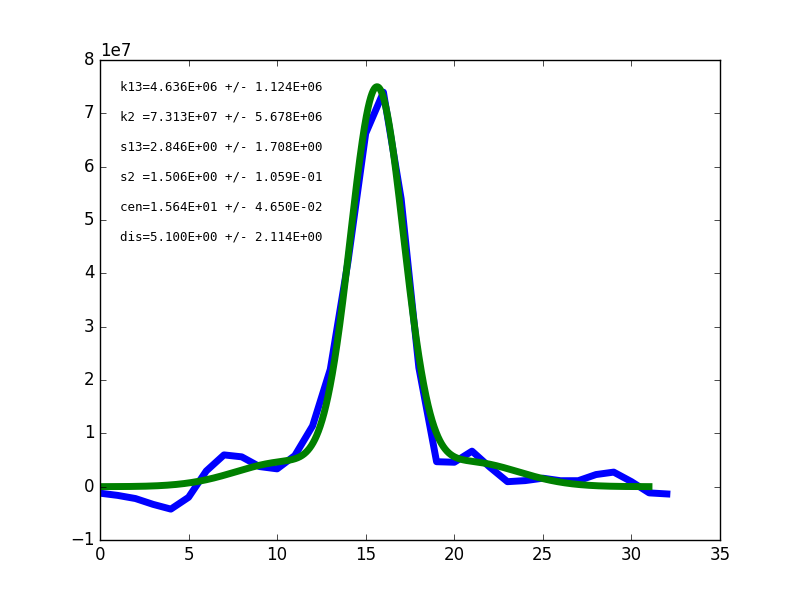 1e7
k13=4.636E+06 +/- 1.124E+06
k2 =7.313E+07 +/- 5.678E+06
s13=2.846E+00 +/- 1.708E+00
s2 =1.506E+00 +/- 1.059E-01
cen=1.564E+01 +/- 4.650E-02
dis=5.100E+00 +/- 2.114E+00
8
7
6
5
4
3
2
1
0
−1
0 5 10 15 20 25 30 35